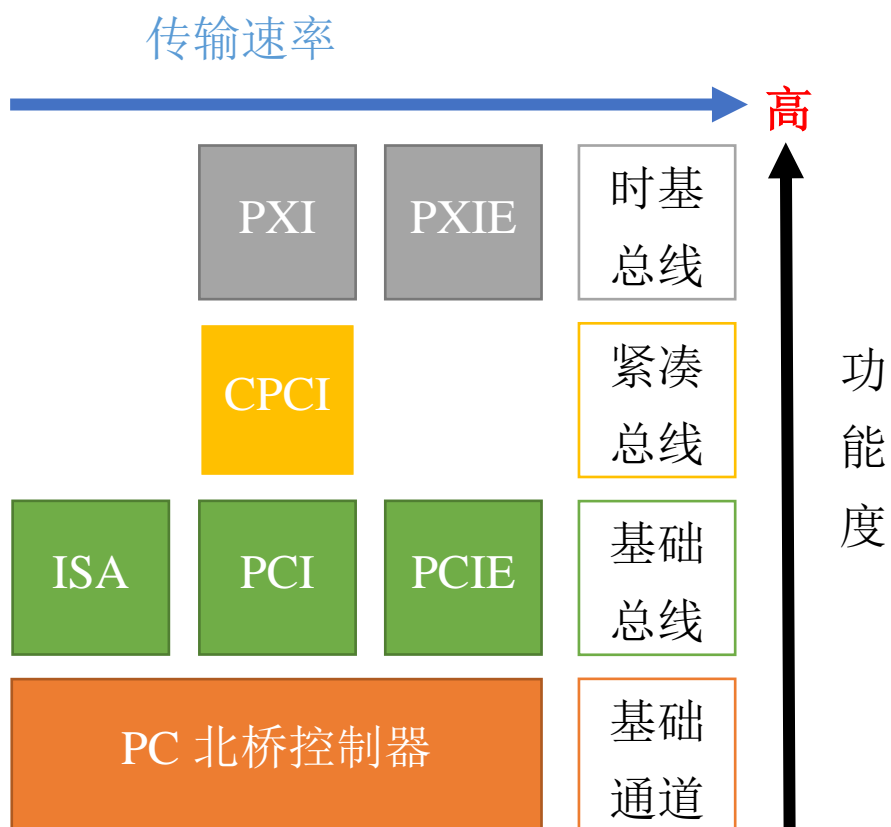 传输速率
高
PXI
PXIE
时基
总线
CPCI
紧凑
总线
功
能
度
ISA
PCI
PCIE
基础
总线
PC 北桥控制器
基础
通道